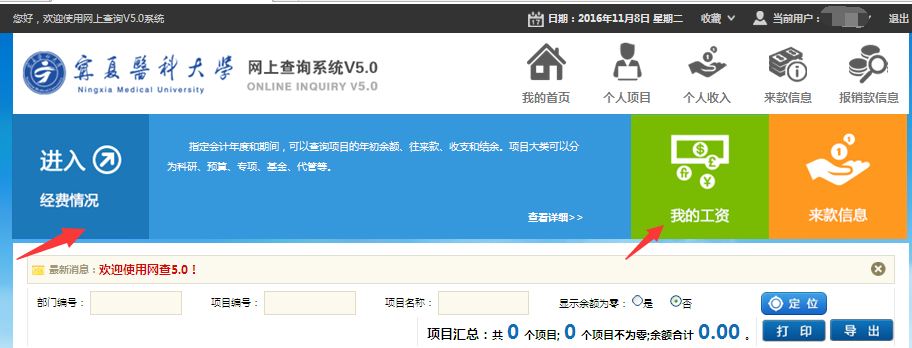 您好，欢迎使用网上查询V5.0系统
17 日期：2016年11月8日 星期二 收藏 当前用户： 退出
寧夏醫科大學 网上查询系统V5.0
Ningxia Medical University ONLINE INQUIRY V5.0
我的首页 个人项目 个人收入 来款信息 报销款信息
进入
经费情况
指定会计年度和期间，可以查询项目的年初余额、往来款、收支和结余。项目大类可以分
为科研、预算、专项、基金、代管等。
查看详细>>
我的工资
来款信息
最新消息：欢迎使用网查5.0！
部门编号： 项目编号： 项目名称： 显示余额为零： 是 否 定 位
项目汇总：共 0 个项目; 0 个项目不为零;余额合计 0.00 。 打 印 导 出